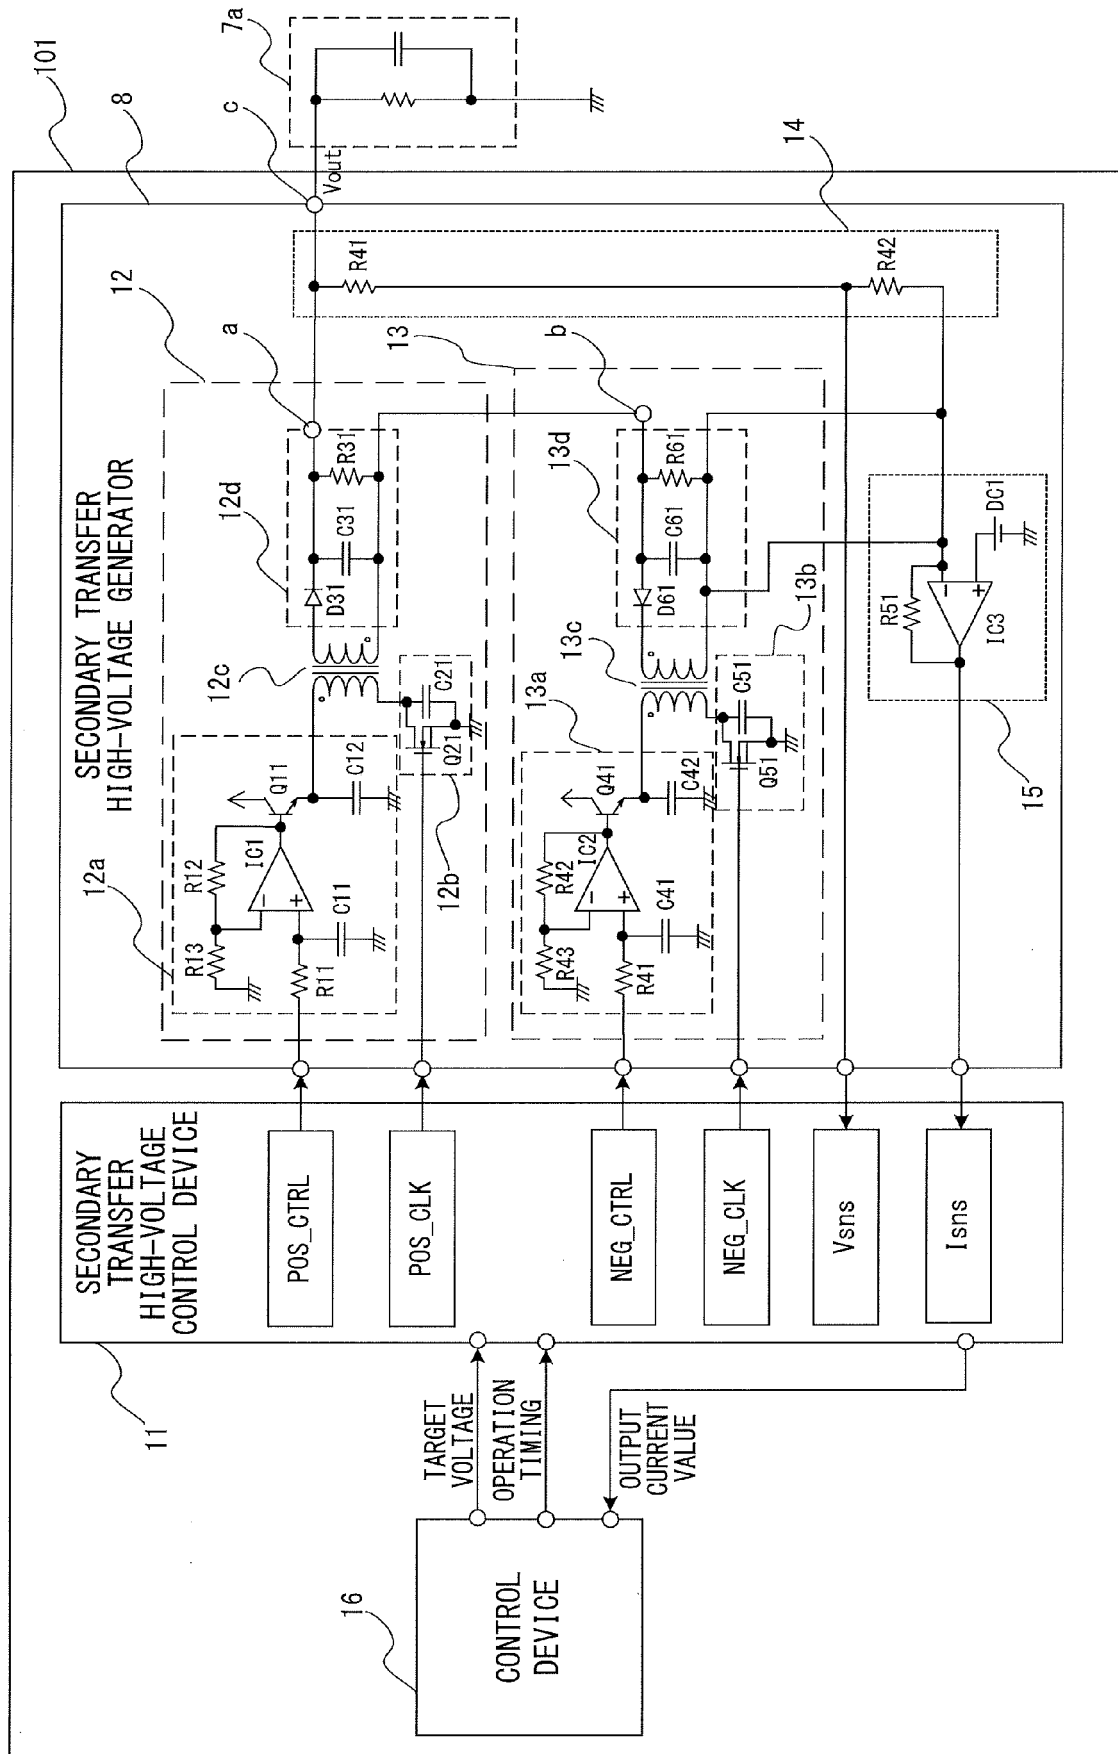 101
8
c
7a
Vout
14
SECONDARY TRANSFER
HIGH-VOLTAGE GENERATOR
12
a
R41
R42
12a
R13
R12
IC1
Q11
R11
C11
C12
12c
12d
D31
C31
R31
12b
Q21
C21
13
b
13a
R43
R42
IC2
Q41
R41
C41
C42
13c
13d
D61
C61
R61
13b
Q51
C51
15
R51
IC3
DC1
-
+
-
+
-
+
SECONDARY
TRANSFER
HIGH-VOLTAGE
CONTROL DEVICE
POS_CTRL
POS_CLK
NEG_CTRL
NEG_CLK
Vsns
Isns
11
TARGET
VOLTAGE
OPERATION
TIMING
OUTPUT
CURRENT
VALUE
16
CONTROL
DEVICE